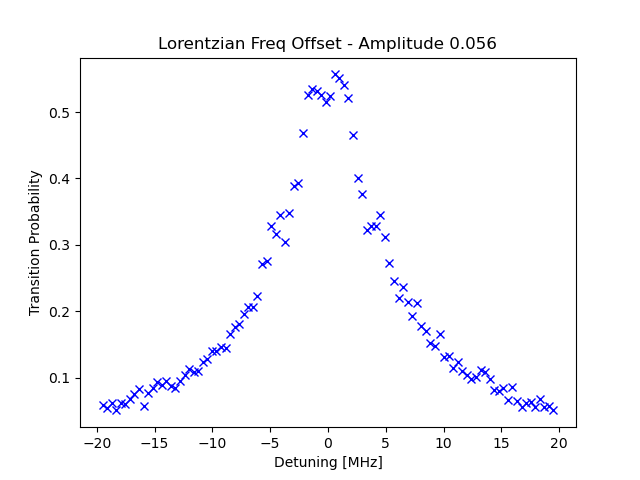 Lorentzian Freq Offset - Amplitude 0.056
Transition Probability
0.5
0.4
0.3
0.2
0.1
−20 −15 −10 −5 0 5 10 15 20
Detuning [MHz]